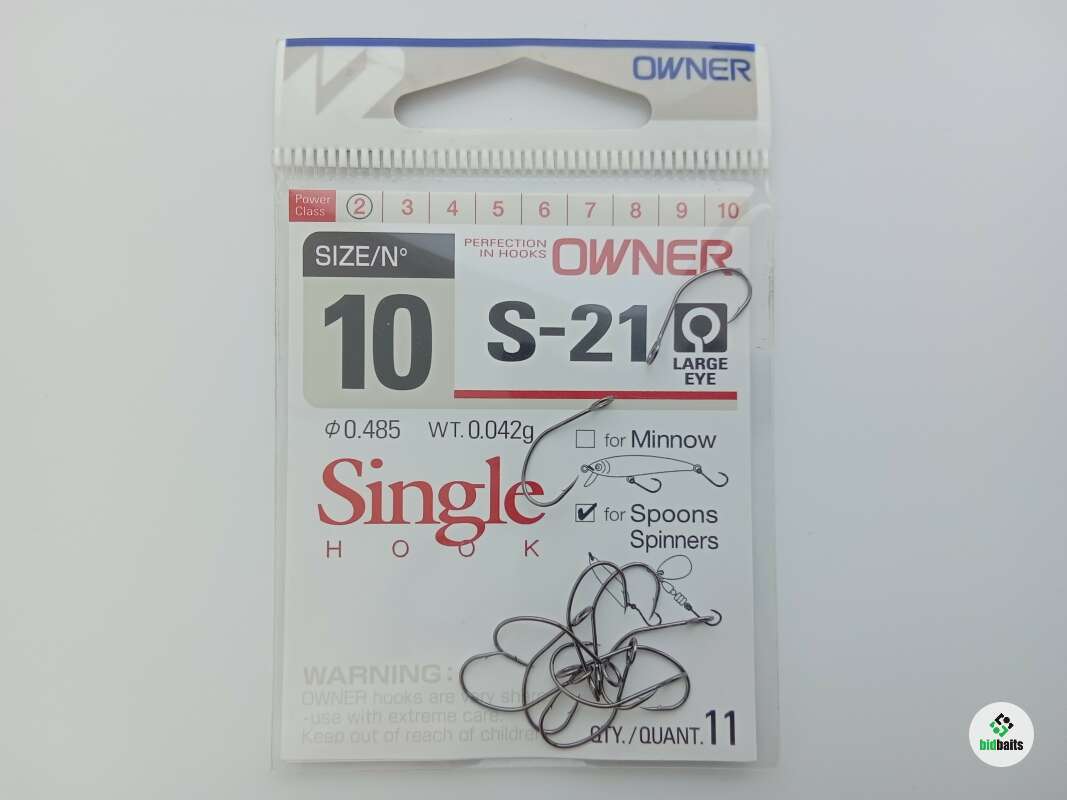 OWNER
Power Class 2 3 4 5 6 7 8 9 10
SIZE/N°
10
PERFECTION
IN HOOKS
OWNER
S-21
LARGE
EYE
Φ0.485 WT.0.042g
Single
HOOK
for Minnow
for Spoons
Spinners
WARNING:
OWNER hooks are very sharp
-use with extreme care.
Keep out of reach of children
QTY./QUANT.11
bidbaits